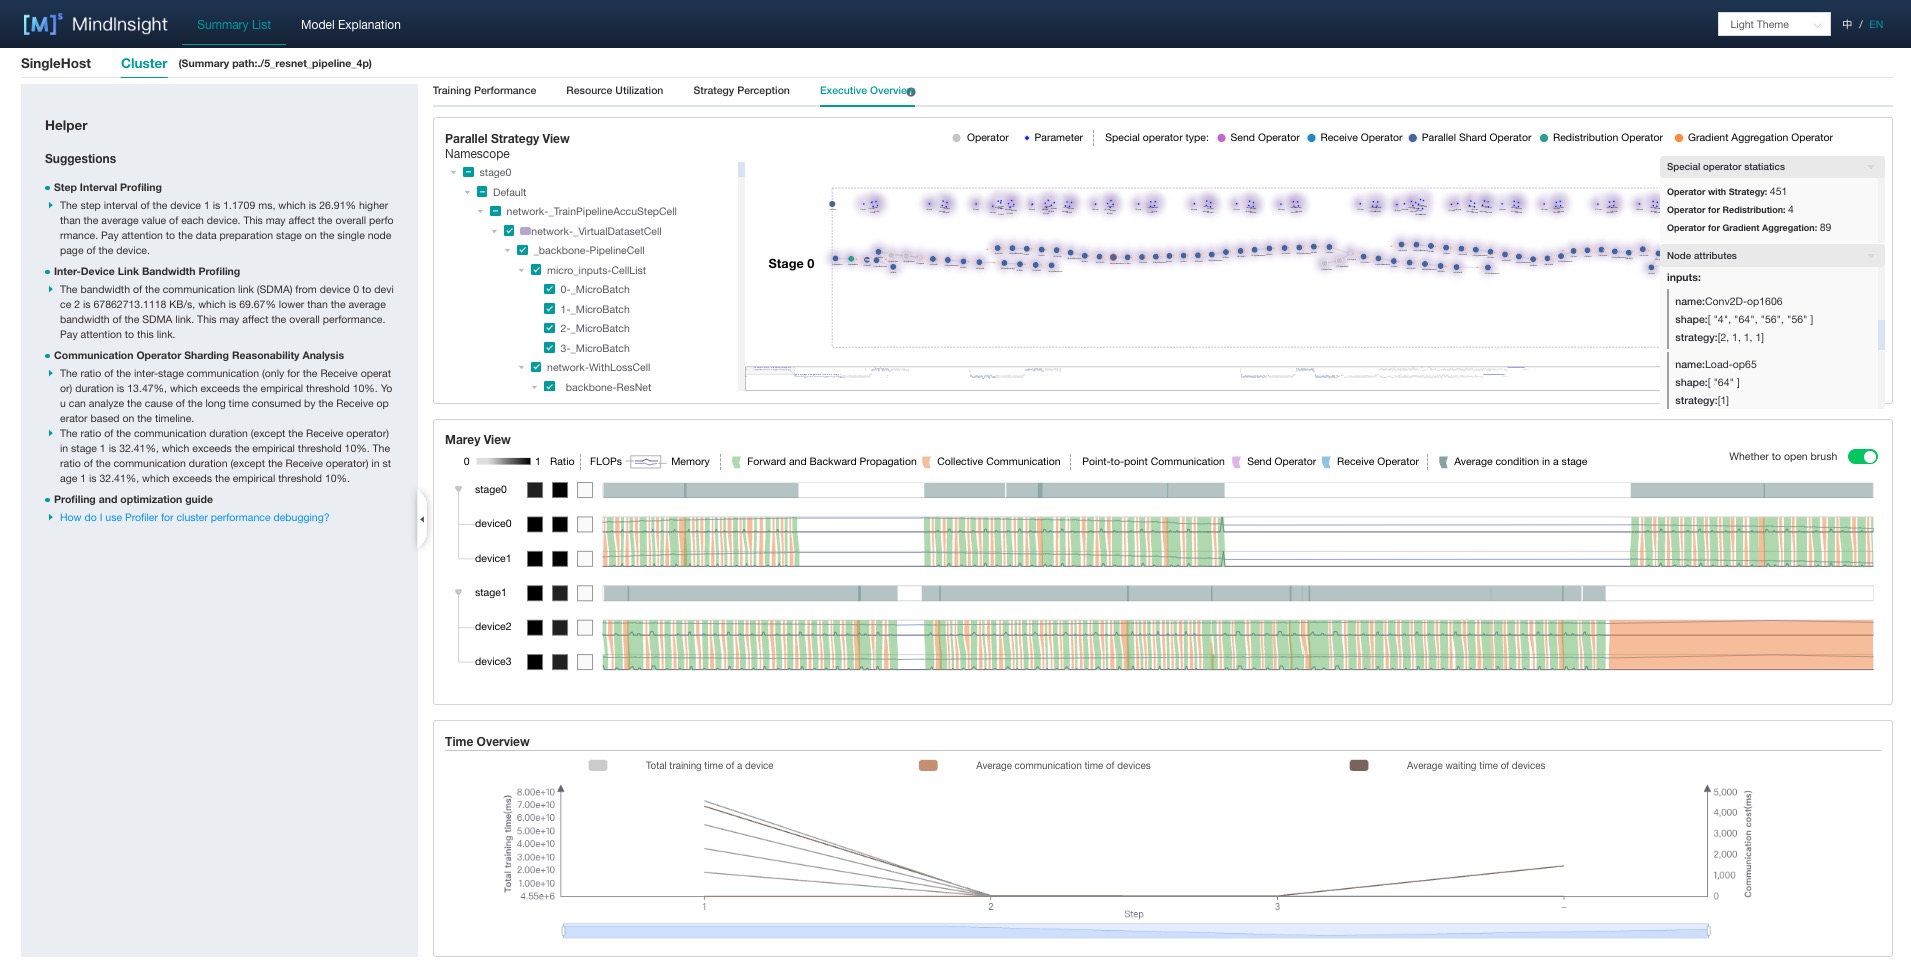 [M]s MindInsight
Summary List
Model Explanation
Light Theme
中 / EN
SingleHost
Cluster
(Summary path:./5_resnet_pipeline_4p)
Helper
Suggestions
Step Interval Profiling
The step interval of the device 1 is 1.1709 ms, which is 26.91% higher
than the average value of each device. This may affect the overall perfo
rmance. Pay attention to the data preparation stage on the single node
page of the device.
Inter-Device Link Bandwidth Profiling
The bandwidth of the communication link (SDMA) from device 0 to devi
ce 2 is 67862713.1118 KB/s, which is 69.67% lower than the average
bandwidth of the SDMA link. This may affect the overall performance.
Pay attention to this link.
Communication Operator Sharding Reasonability Analysis
The ratio of the inter-stage communication (only for the Receive operat
or) duration is 13.47%, which exceeds the empirical threshold 10%. Yo
u can analyze the cause of the long time consumed by the Receive op
erator based on the timeline.
The ratio of the communication duration (except the Receive operator)
in stage 1 is 32.41%, which exceeds the empirical threshold 10%. The
ratio of the communication duration (except the Receive operator) in st
age 1 is 32.41%, which exceeds the empirical threshold 10%.
Profiling and optimization guide
How do I use Profiler for cluster performance debugging?
Training Performance
Resource Utilization
Strategy Perception
Executive Overvie
Parallel Strategy View
Operator
Parameter
Special operator type:
Send Operator
Receive Operator
Parallel Shard Operator
Redistribution Operator
Gradient Aggregation Operator
Namescope
stage0
Default
network-_TrainPipelineAccuStepCell
network-_VirtualDatasetCell
_backbone-PipelineCell
micro_inputs-CellList
0-_MicroBatch
1-_MicroBatch
2-_MicroBatch
3-_MicroBatch
network-WithLossCell
backbone-ResNet
Stage 0
Special operator statistics
Operator with Strategy: 451
Operator for Redistribution: 4
Operator for Gradient Aggregation: 89
Node attributes
inputs:
name:Conv2D-op1606
shape:[ "4", "64", "56", "56" ]
strategy:[2, 1, 1, 1]
name:Load-op65
shape:[ "64" ]
strategy:[1]
Marey View
0
1
Ratio
FLOPs
Memory
Forward and Backward Propagation
Collective Communication
Point-to-point Communication
Send Operator
Receive Operator
Average condition in a stage
Whether to open brush
stage0
device0
device1
stage1
device2
device3
Time Overview
Total training time of a device
Average communication time of devices
Average waiting time of devices
Total training time(ms)
8.00e+10
7.00e+10
6.00e+10
5.00e+10
4.00e+10
3.00e+10
2.00e+10
1.00e+10
4.55e+6
5,000
4,000
3,000
2,000
1,000
0
Communication cost(ms)
1
2
3
–
Step